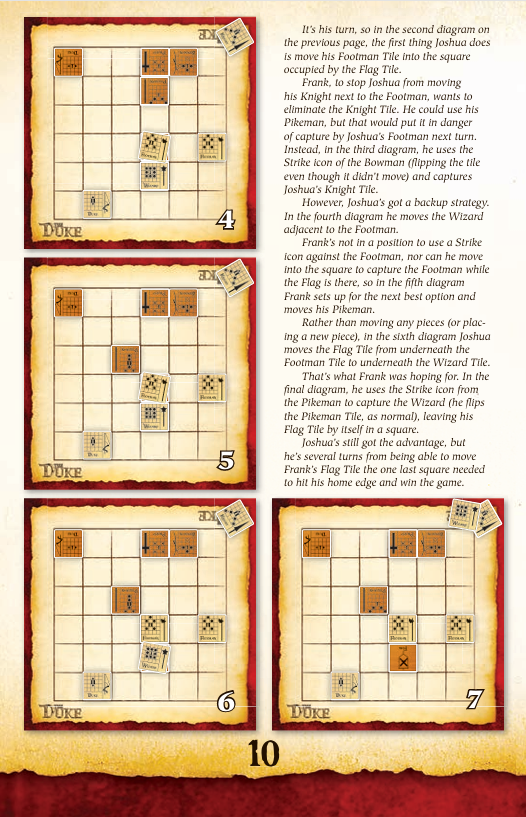 It's his turn, so in the second diagram on
the previous page, the first thing Joshua does
is move his Footman Tile into the square
occupied by the Flag Tile.
Frank, to stop Joshua from moving
his Knight next to the Footman, wants to
eliminate the Knight Tile. He could use his
Pikeman, but that would put it in danger
of capture by Joshua's Footman next turn.
Instead, in the third diagram, he uses the
Strike icon of the Bowman (flipping the tile
even though it didn't move) and captures
Joshua's Knight Tile.
However, Joshua's got a backup strategy.
In the fourth diagram he moves the Wizard
adjacent to the Footman.
Frank's not in a position to use a Strike
icon against the Footman, nor can he move
into the square to capture the Footman while
the Flag is there, so in the fifth diagram
Frank sets up for the next best option and
moves his Pikeman.
Rather than moving any pieces (or plac-
ing a new piece), in the sixth diagram Joshua
moves the Flag Tile from underneath the
Footman Tile to underneath the Wizard Tile.
That's what Frank was hoping for. In the
final diagram, he uses the Strike icon from
the Pikeman to capture the Wizard (he flips
the Pikeman Tile, as normal), leaving his
Flag Tile by itself in a square.
Joshua's still got the advantage, but
he's several turns from being able to move
Frank's Flag Tile the one last square needed
to hit his home edge and win the game.
DUKE
4
DUKE
5
DUKE
6
DUKE
7
10